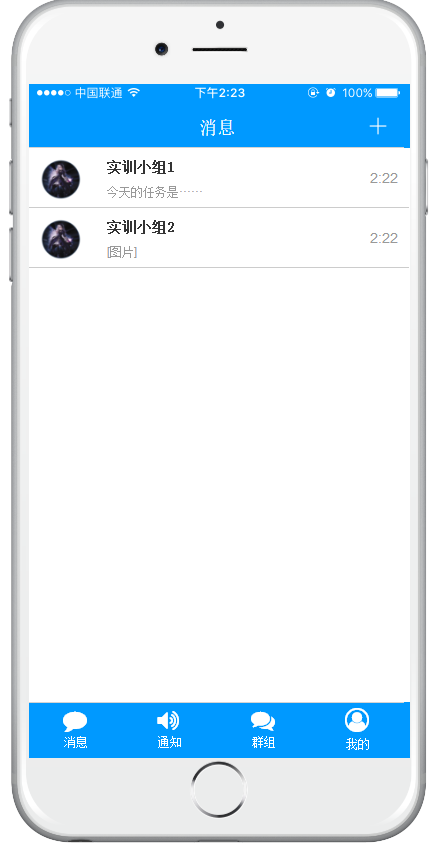 中国联通 下午2:23 100%
消息
实训小组1
今天的任务是……
2:22
实训小组2
[图片]
2:22
消息 通知 群组 我的